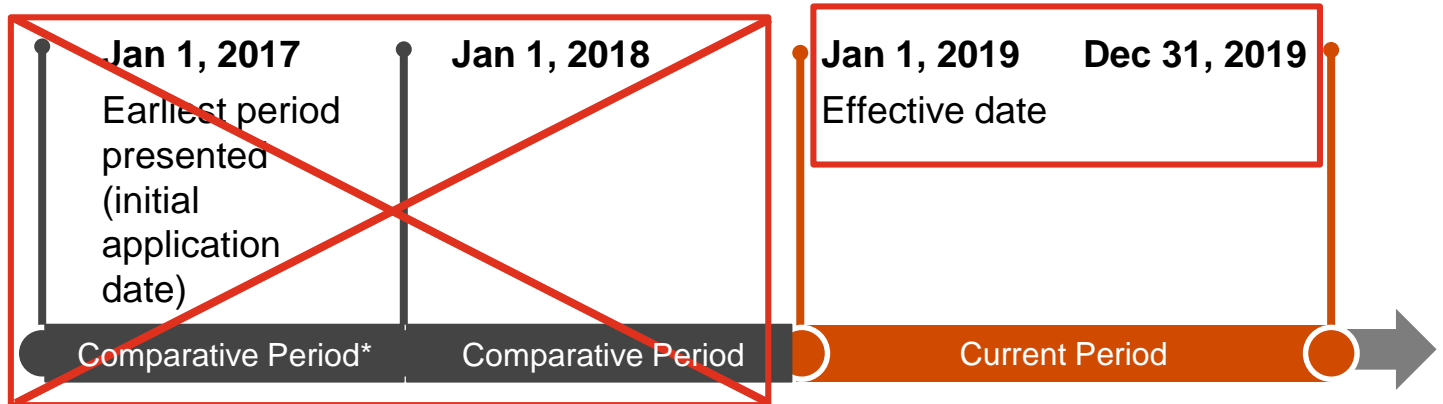 Jan 1, 2017
Jan 1, 2018
Jan 1, 2019
Dec 31, 2019
Earliest period
presented
(initial
application
date)
Effective date
Comparative Period*
Comparative Period
Current Period